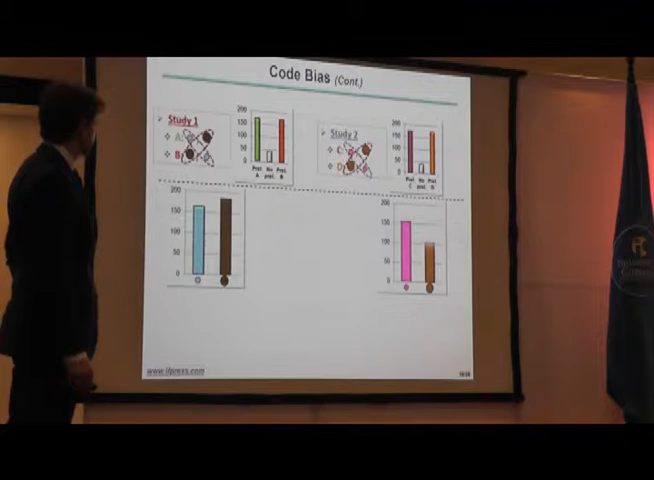 Code Bias (Cont.)
Study 1
A:
B:
200
150
100
50
0
Pref. A
No pref.
Pref. B
Study 2
C:
D:
200
150
100
50
0
Pref. C
No pref.
200
150
100
50
0
200
150
100
50
0
www.ifpress.com